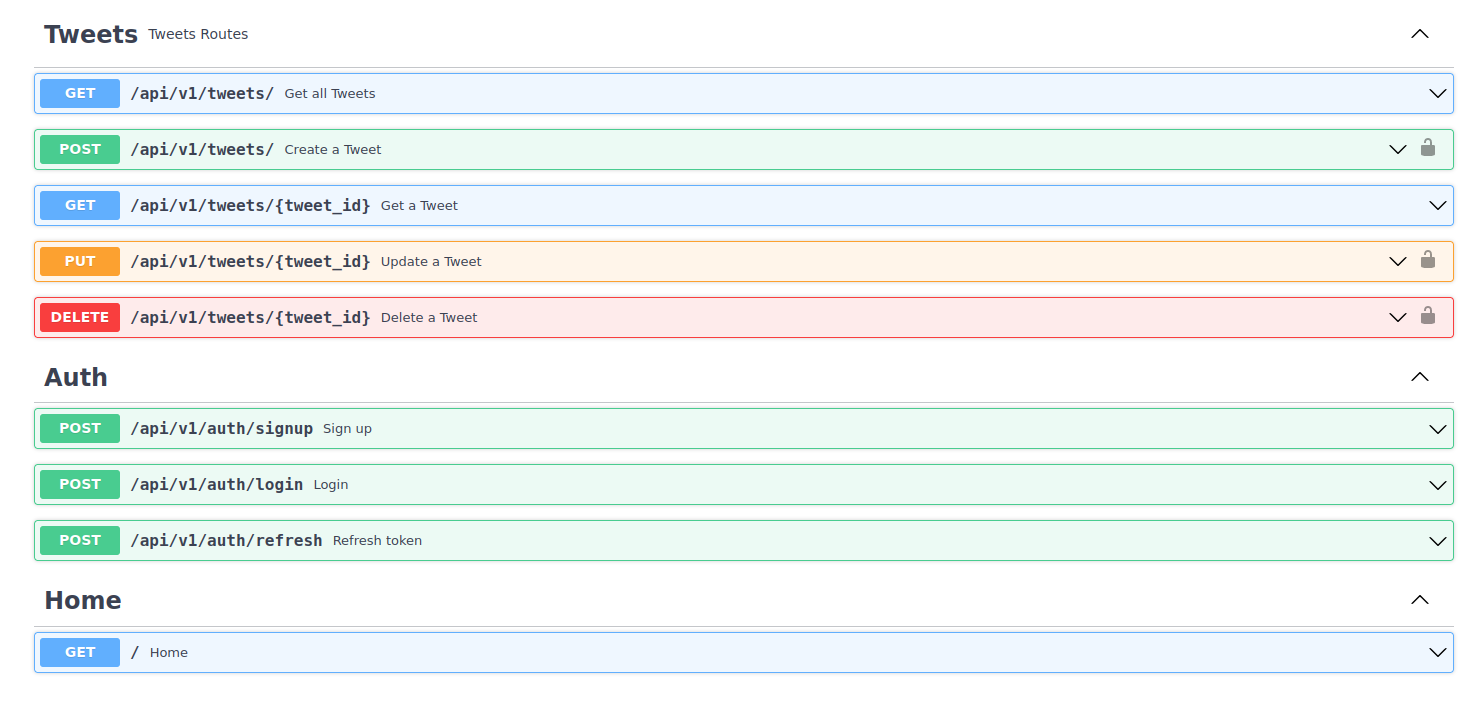 Tweets Tweets Routes
GET /api/v1/tweets/ Get all Tweets
POST /api/v1/tweets/ Create a Tweet
GET /api/v1/tweets/{tweet_id} Get a Tweet
PUT /api/v1/tweets/{tweet_id} Update a Tweet
DELETE /api/v1/tweets/{tweet_id} Delete a Tweet
Auth
POST /api/v1/auth/signup Sign up
POST /api/v1/auth/login Login
POST /api/v1/auth/refresh Refresh token
Home
GET / Home